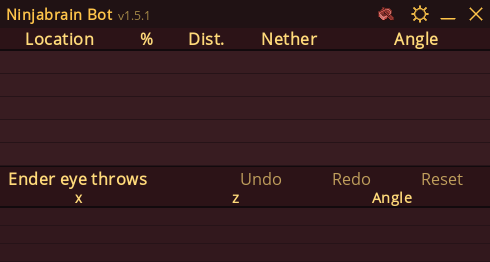 Ninjabrain Bot v1.5.1
Location % Dist. Nether Angle
Ender eye throws Undo Redo Reset
x z Angle